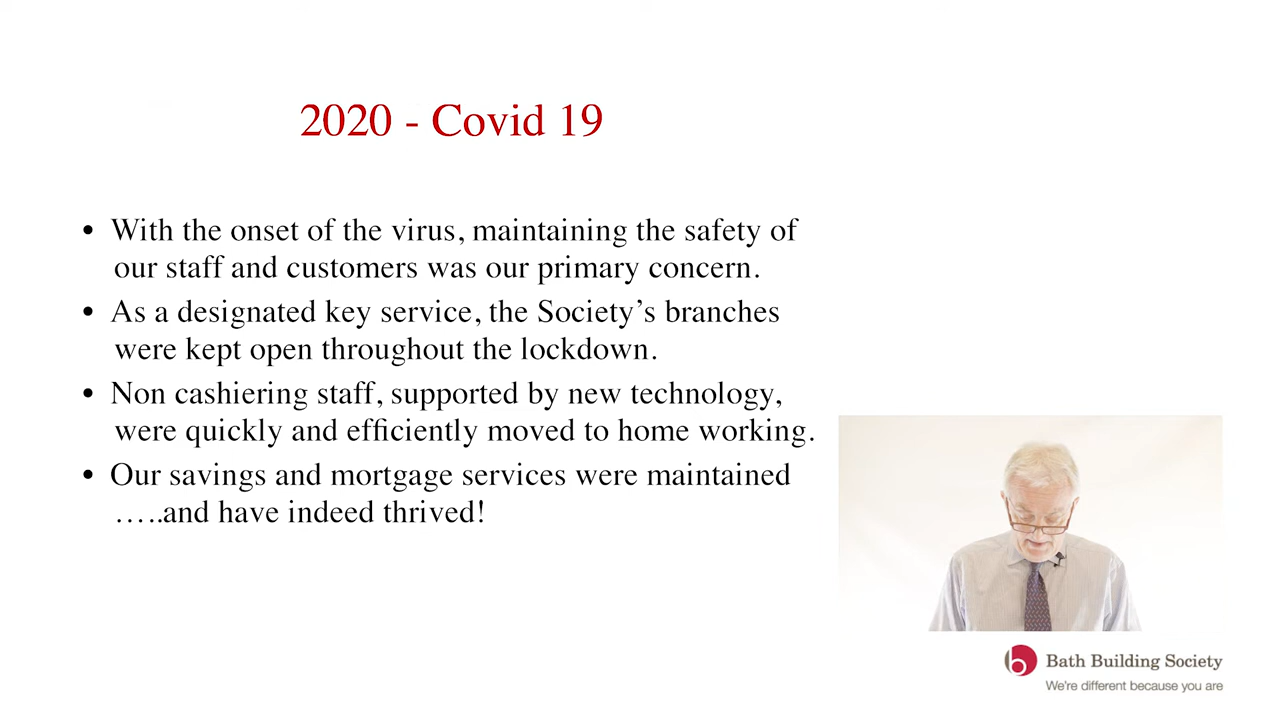 2020 - Covid 19
• With the onset of the virus, maintaining the safety of
our staff and customers was our primary concern.
• As a designated key service, the Society’s branches
were kept open throughout the lockdown.
• Non cashiering staff, supported by new technology,
were quickly and efficiently moved to home working.
• Our savings and mortgage services were maintained
…..and have indeed thrived!
b Bath Building Society
We're different because you are